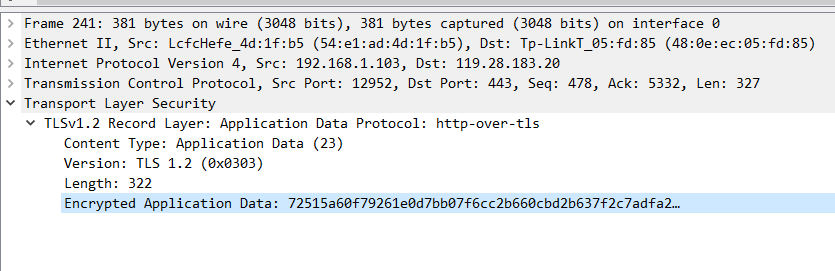 Frame 241: 381 bytes on wire (3048 bits), 381 bytes captured (3048 bits) on interface 0
Ethernet II, Src: LcfcHefe_4d:1f:b5 (54:e1:ad:4d:1f:b5), Dst: Tp-LinkT_05:fd:85 (48:0e:ec:05:fd:85)
Internet Protocol Version 4, Src: 192.168.1.103, Dst: 119.28.183.20
Transmission Control Protocol, Src Port: 12952, Dst Port: 443, Seq: 478, Ack: 5332, Len: 327
Transport Layer Security
TLSv1.2 Record Layer: Application Data Protocol: http-over-tls
Content Type: Application Data (23)
Version: TLS 1.2 (0x0303)
Length: 322
Encrypted Application Data: 72515a60f79261e0d7bb07f6cc2b660cbd2b637f2c7adfa2…